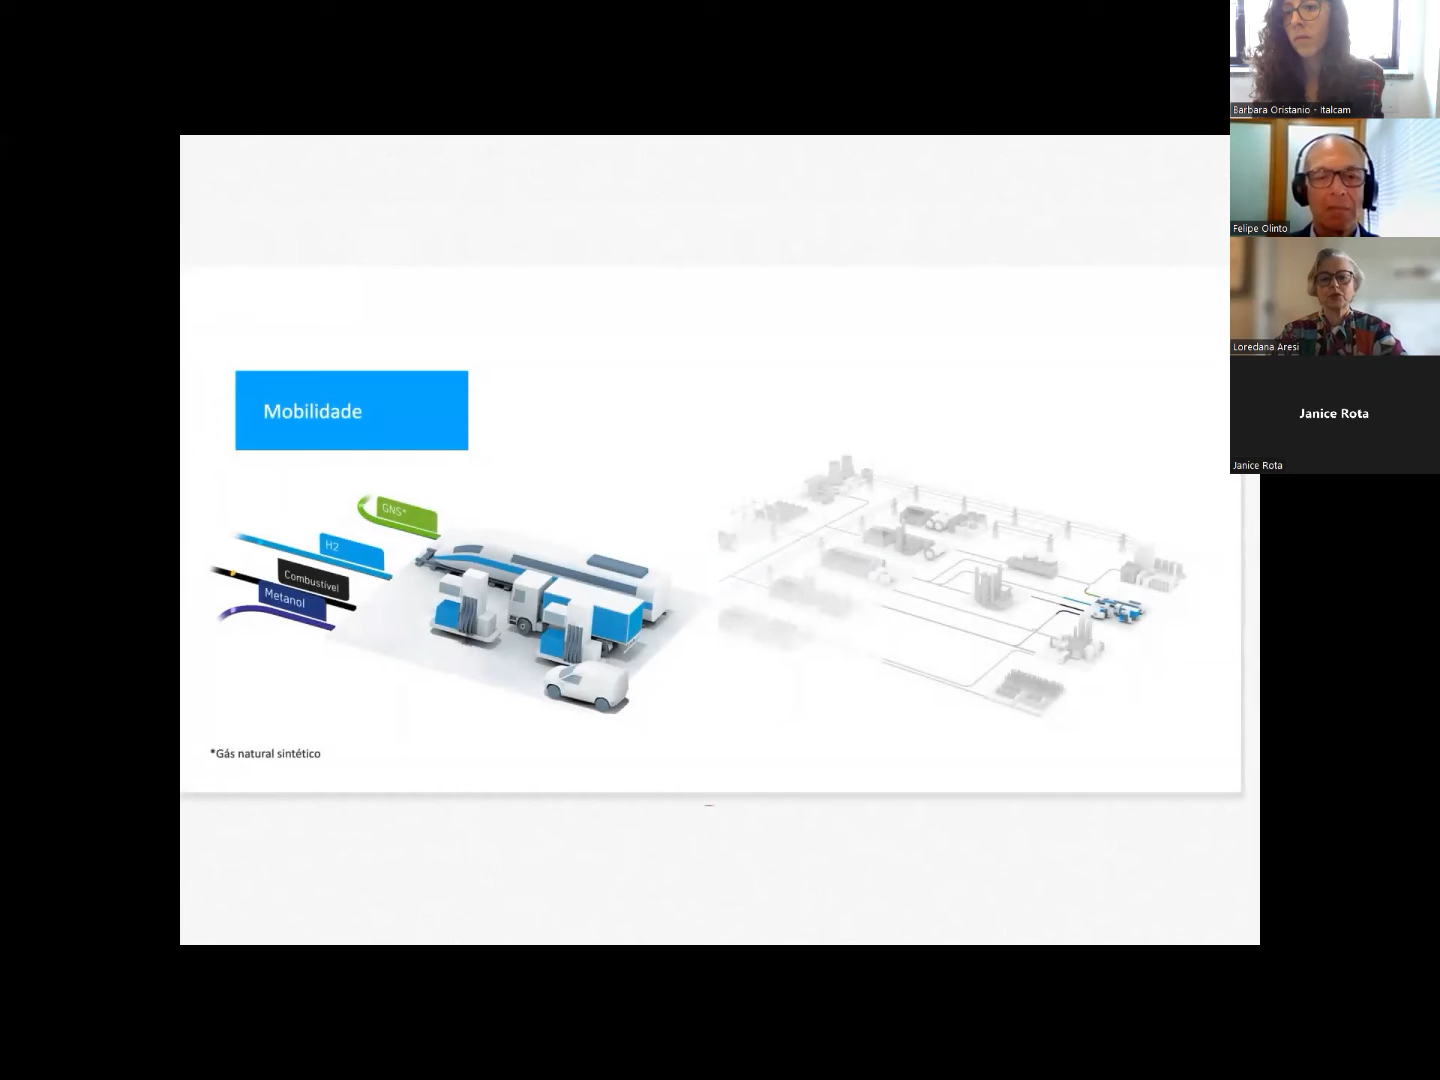 Mobilidade
GNS*
H2
Combustível
Metanol
*Gás natural sintético
Barbara Oristanio - Italcam
Felipe Olinto
Loredana Aresi
Janice Rota
Janice Rota